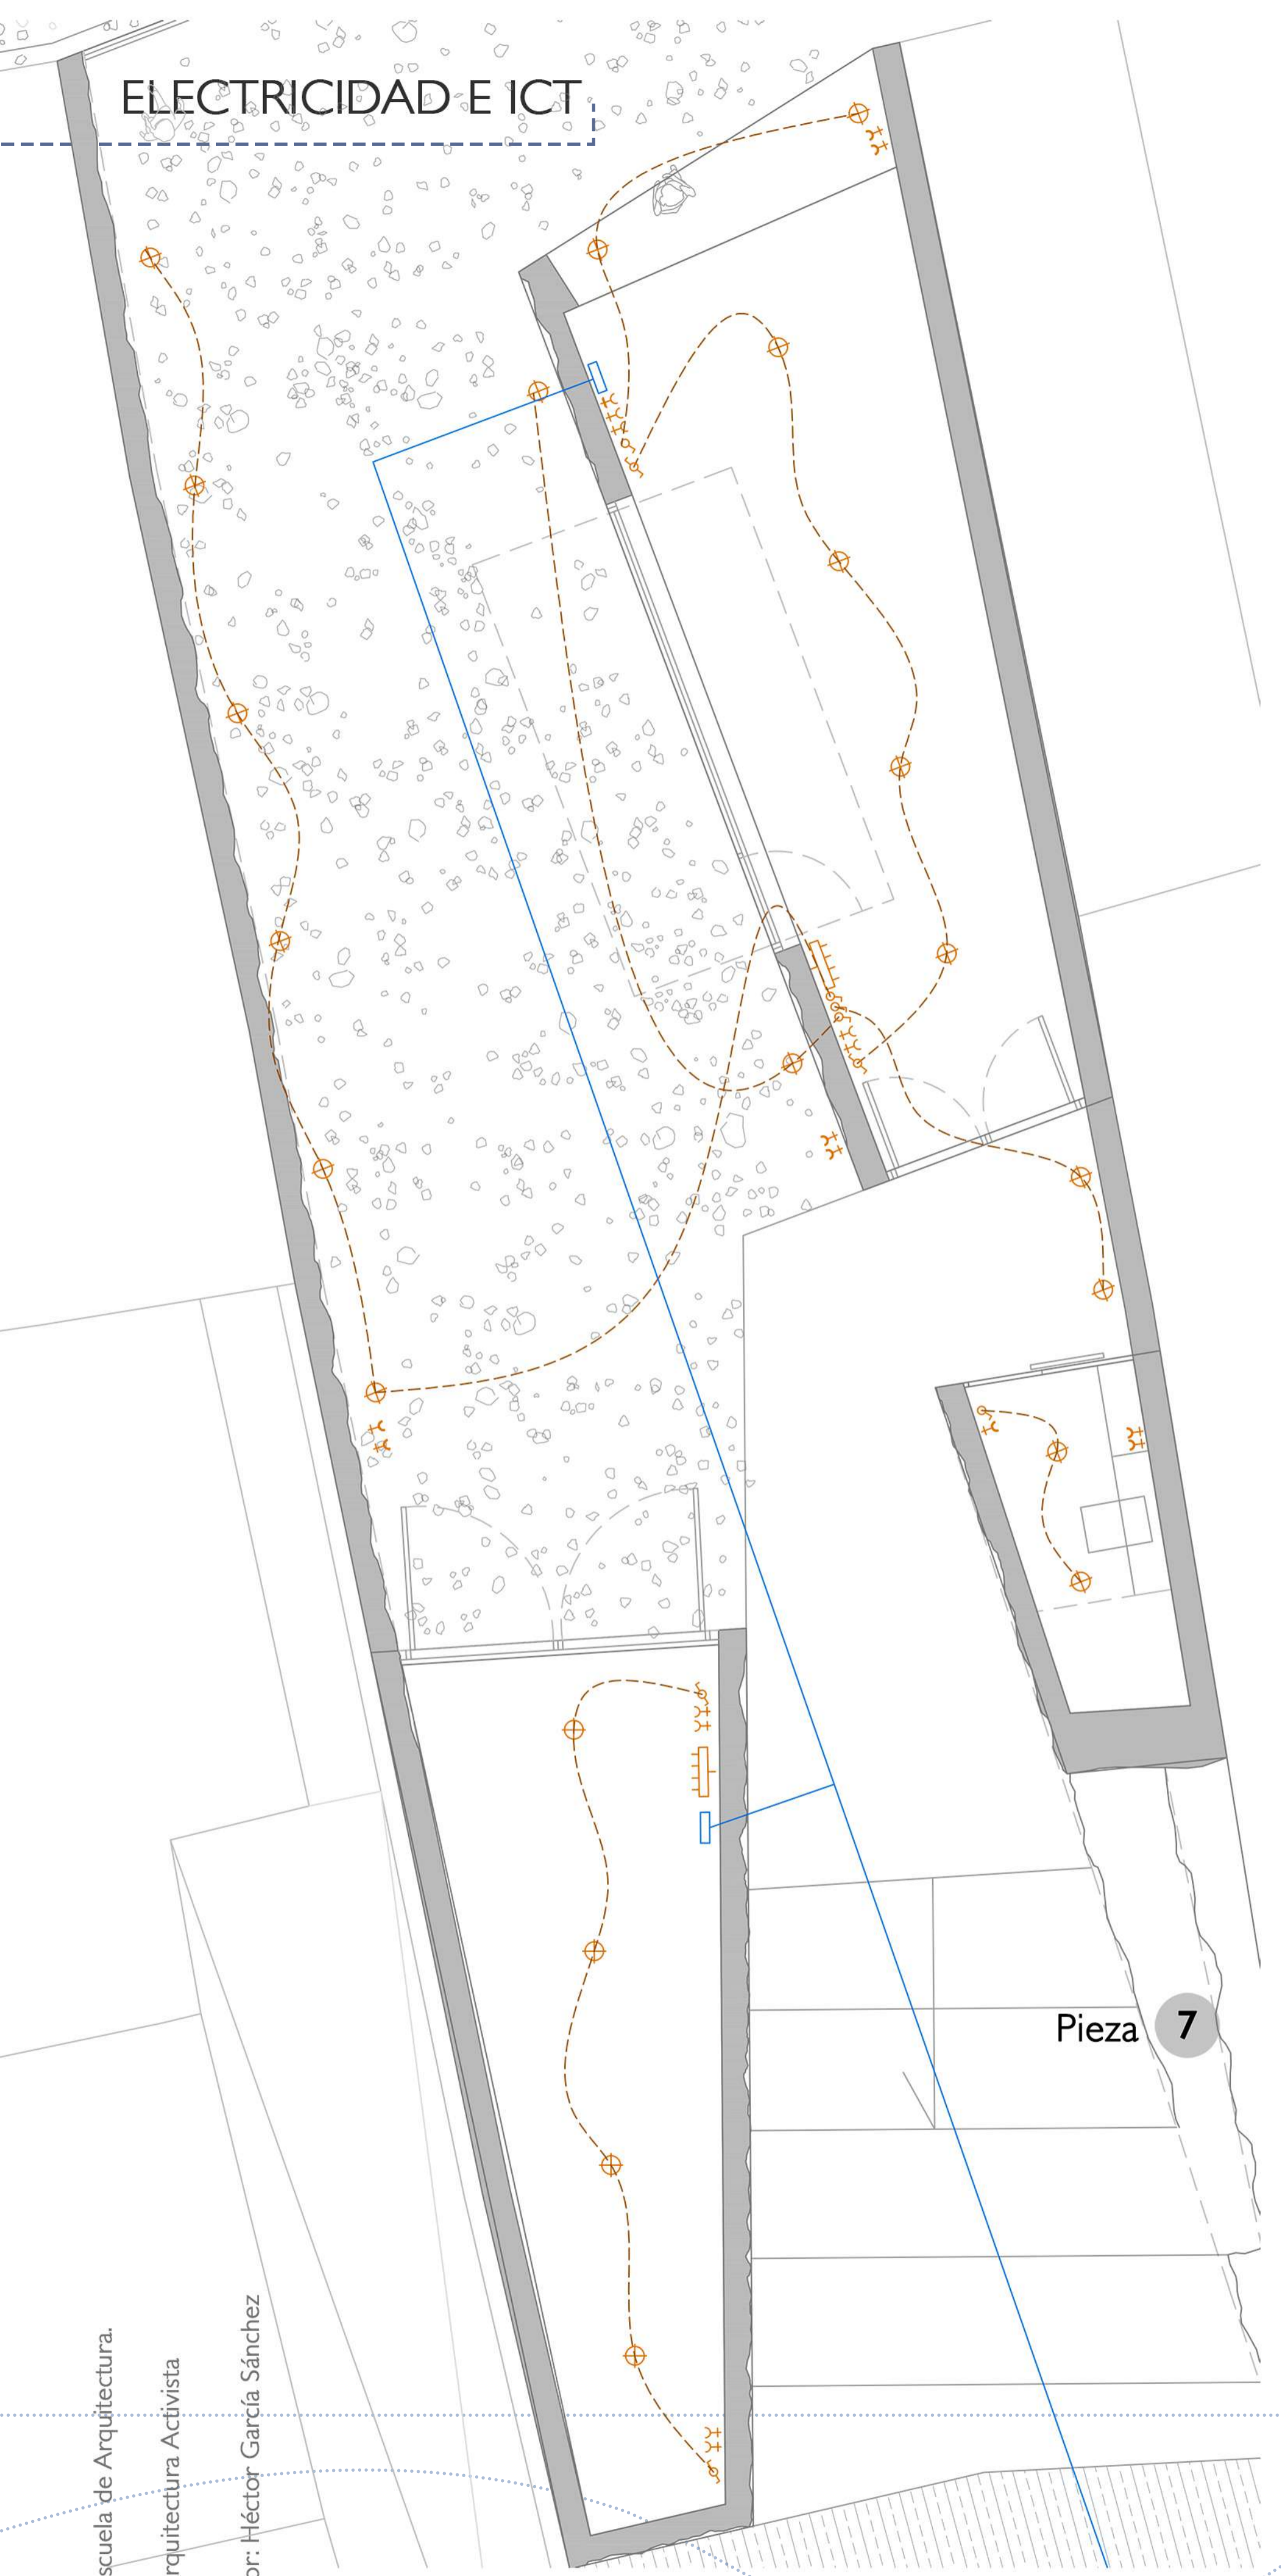 ELECTRICIDAD E ICT
Pieza 7
scuela de Arquitectura.
rquitectura Activista
or: Héctor García Sánchez